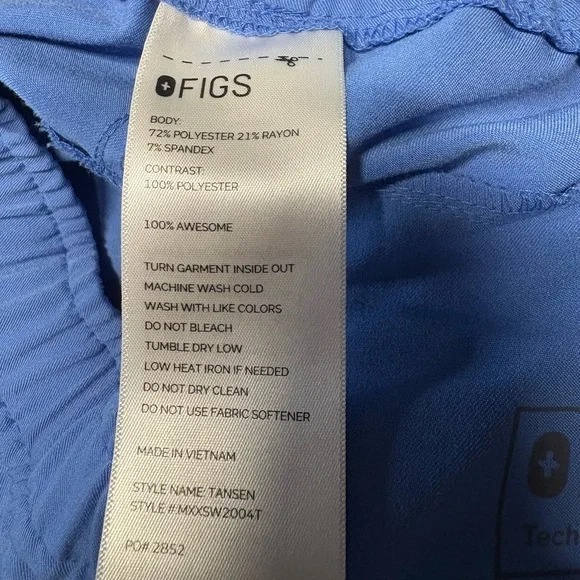 FIGS
BODY:
72% POLYESTER 21% RAYON
7% SPANDEX
CONTRAST:
100% POLYESTER
100% AWESOME
TURN GARMENT INSIDE OUT
MACHINE WASH COLD
WASH WITH LIKE COLORS
DO NOT BLEACH
TUMBLE DRY LOW
LOW HEAT IRON IF NEEDED
DO NOT DRY CLEAN
DO NOT USE FABRIC SOFTENER
MADE IN VIETNAM
STYLE NAME: TANSEN
STYLE # MXXSW2004T
PO# 2852
Tech